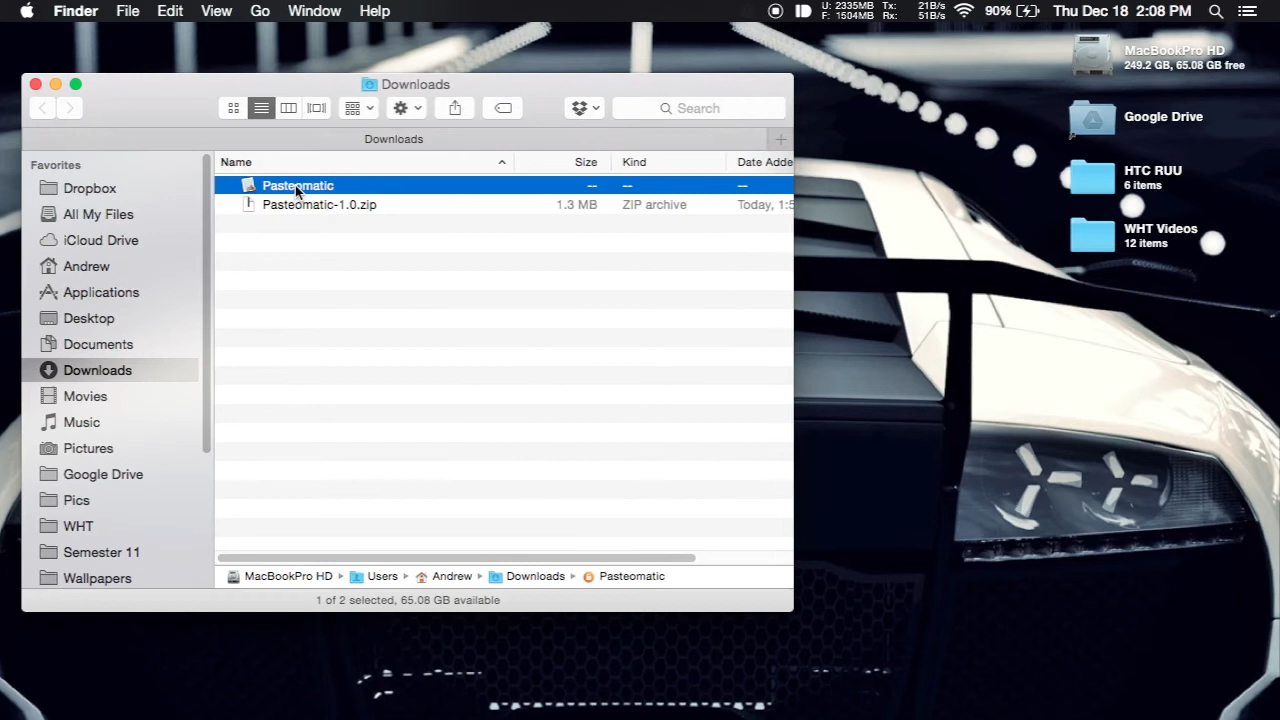 Finder File Edit View Go Window Help
U: 2335MB Tx: 21B/s
F: 1504MB Rx: 51B/s
90% Thu Dec 18 2:08 PM
MacBookPro HD
249.2 GB, 65.08 GB free
Google Drive
HTC RUU
6 items
WHT Videos
12 items
Downloads
Search
Downloads
Favorites
Dropbox
All My Files
iCloud Drive
Andrew
Applications
Desktop
Documents
Downloads
Movies
Music
Pictures
Google Drive
Pics
WHT
Semester 11
Wallpapers
Name Size Kind Date Adde
Pasteomatic -- -- --
Pasteomatic-1.0.zip 1.3 MB ZIP archive Today, 1:5
MacBookPro HD Users Andrew Downloads Pasteomatic
1 of 2 selected, 65.08 GB available